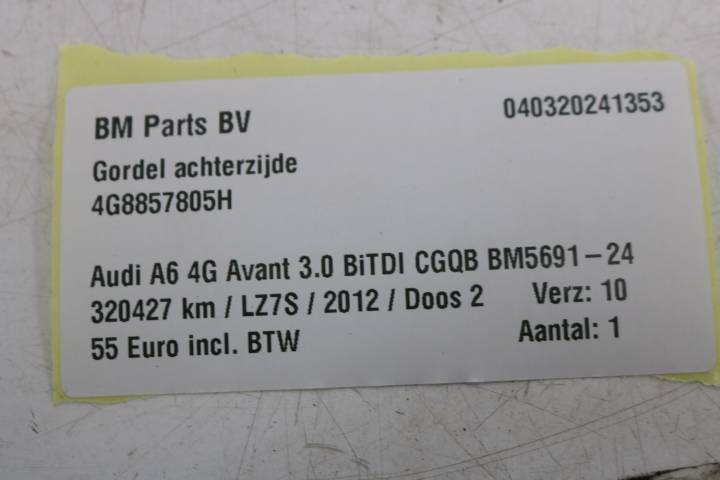 BM Parts BV 040320241353
Gordel achterzijde
4G8857805H
Audi A6 4G Avant 3.0 BiTDI CGQB BM5691-24
320427 km / LZ7S / 2012 / Doos 2 Verz: 10
55 Euro incl. BTW Aantal: 1